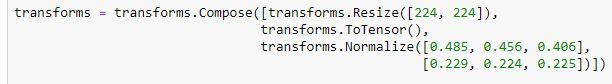 transforms = transforms.Compose([transforms.Resize([224, 224]),
transforms.ToTensor(),
transforms.Normalize([0.485, 0.456, 0.406],
[0.229, 0.224, 0.225])])